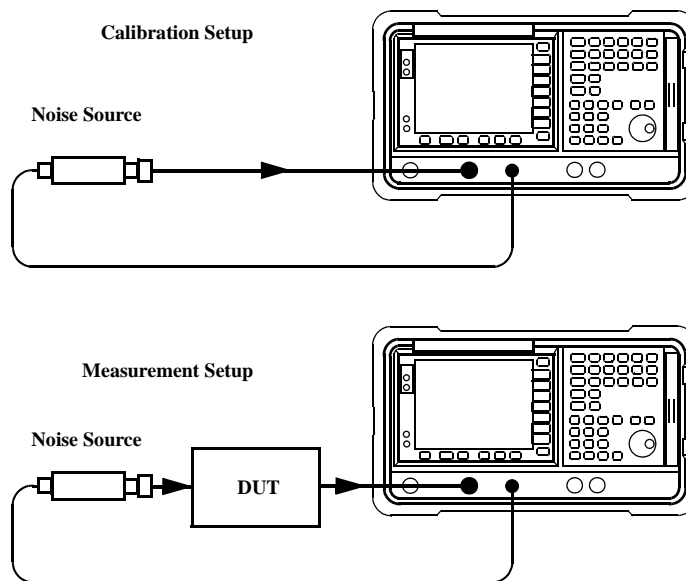 Calibration Setup
Noise Source
Measurement Setup
Noise Source
DUT